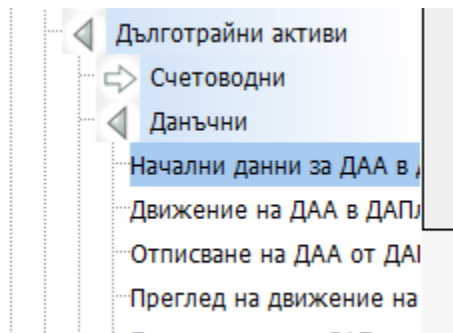 Дълготрайни активи
Счетоводни
Данъчни
Начални данни за ДАА в
Движение на ДАА в ДАПл
Отписване на ДАА от ДАП
Преглед на движение на